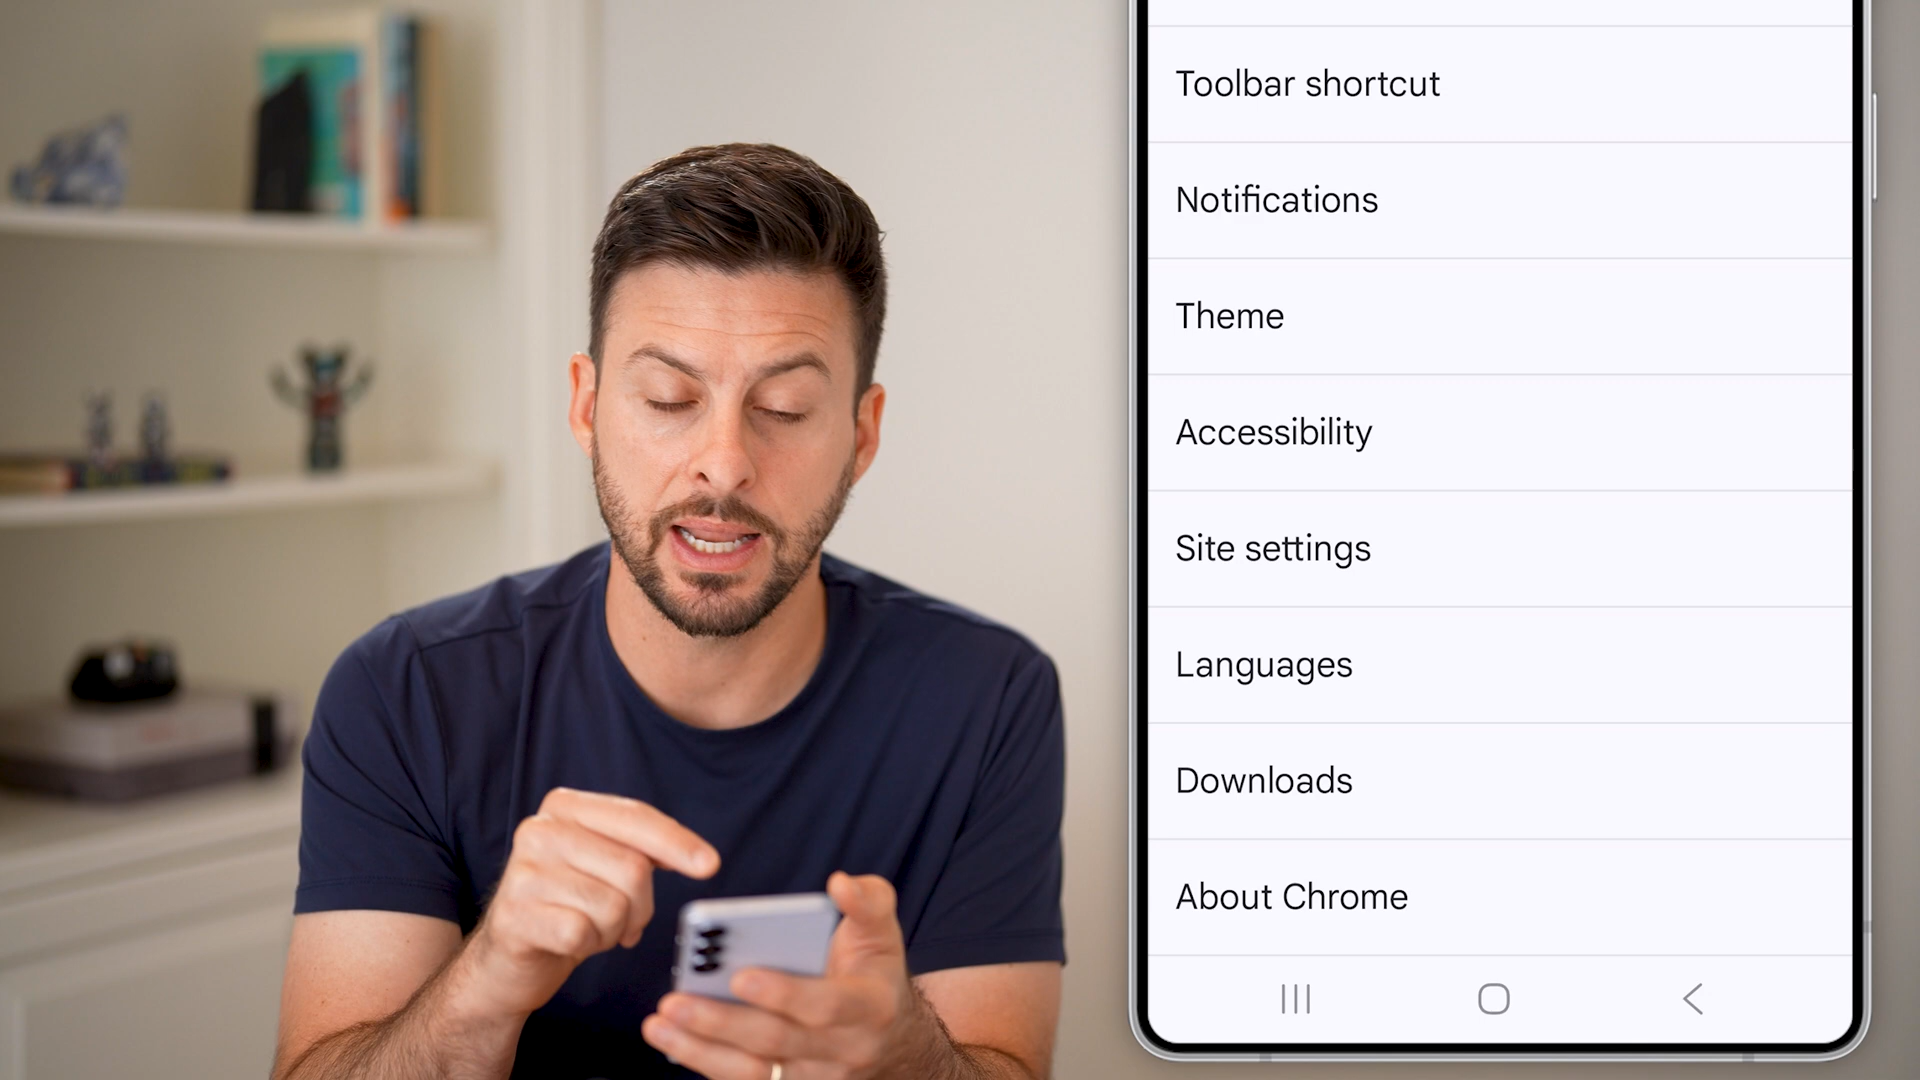 Toolbar shortcut
Notifications
Theme
Accessibility
Site settings
Languages
Downloads
About Chrome